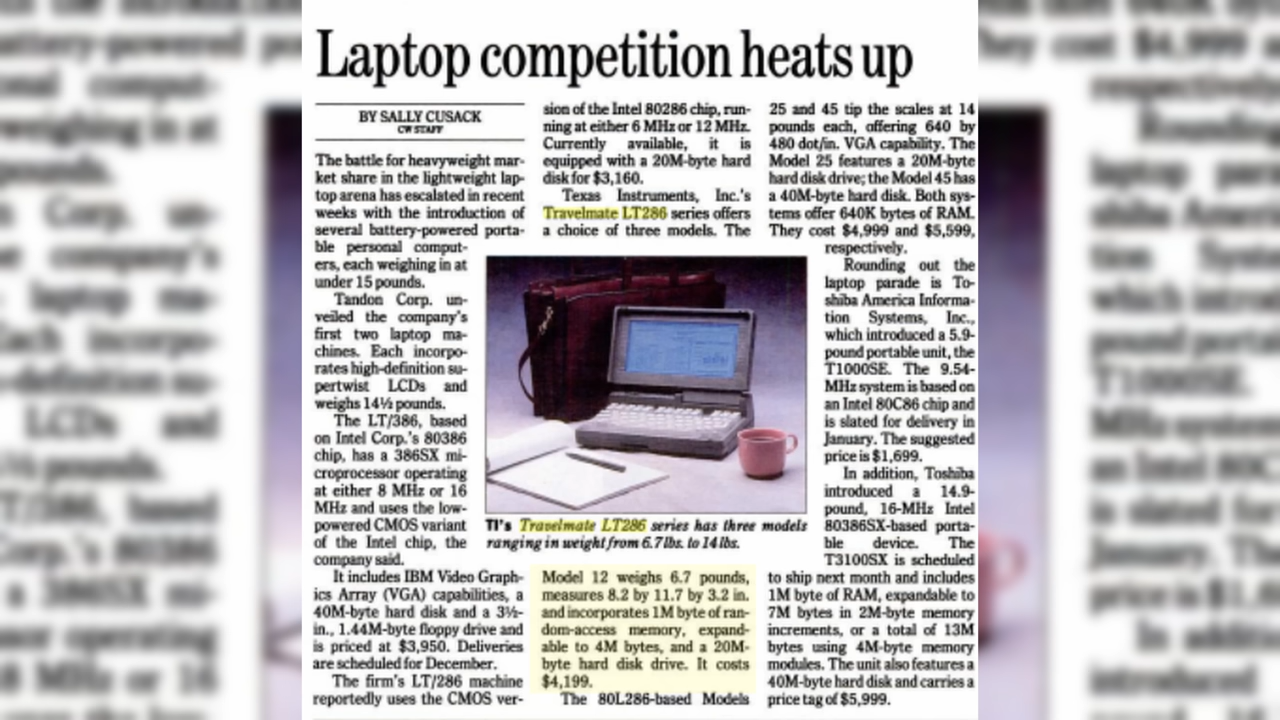 Laptop competition heats up
BY SALLY CUSACK
CW STAFF
The battle for heavyweight mar-
ket share in the lightweight lap-
top arena has escalated in recent
weeks with the introduction of
several battery-powered porta-
ble personal comput-
ers, each weighing in at
under 15 pounds.
Tandon Corp. un-
veiled the company's
first two laptop ma-
chines. Each incorpo-
rates high-definition su-
pertwist LCDs and
weighs 14½ pounds.
The LT/386, based
on Intel Corp.'s 80386
chip, has a 386SX mi-
croprocessor operating
at either 8 MHz or 16
MHz and uses the low-
powered CMOS variant
of the Intel chip, the
company said.
It includes IBM Video Graph-
ics Array (VGA) capabilities, a
40M-byte hard disk and a 3½-
in., 1.44M-byte floppy drive and
is priced at $3,950. Deliveries
are scheduled for December.
The firm's LT/286 machine
reportedly uses the CMOS ver-
sion of the Intel 80286 chip, run-
ning at either 6 MHz or 12 MHz.
Currently available, it is
equipped with a 20M-byte hard
disk for $3,160.
Texas Instruments, Inc.'s
Travelmate LT286 series offers
a choice of three models. The
TI's Travelmate LT286 series has three models
ranging in weight from 6.7 lbs. to 14 lbs.
Model 12 weighs 6.7 pounds,
measures 8.2 by 11.7 by 3.2 in.
and incorporates 1M byte of ran-
dom-access memory, expand-
able to 4M bytes, and a 20M-
byte hard disk drive. It costs
$4,199.
The 80L286-based Models
25 and 45 tip the scales at 14
pounds each, offering 640 by
480 dot/in. VGA capability. The
Model 25 features a 20M-byte
hard disk drive; the Model 45 has
a 40M-byte hard disk. Both sys-
tems offer 640K bytes of RAM.
They cost $4,999 and $5,599,
respectively.
Rounding out the
laptop parade is To-
shiba America Informa-
tion Systems, Inc.,
which introduced a 5.9-
pound portable unit, the
T1000SE. The 9.54-
MHz system is based on
an Intel 80C86 chip and
is slated for delivery in
January. The suggested
price is $1,699.
In addition, Toshiba
introduced a 14.9-
pound, 16-MHz Intel
80386SX-based porta-
ble device. The
T3100SX is scheduled
to ship next month and includes
1M byte of RAM, expandable to
7M bytes in 2M-byte memory
increments, or a total of 13M
bytes using 4M-byte memory
modules. The unit also features a
40M-byte hard disk and carries a
price tag of $5,999.